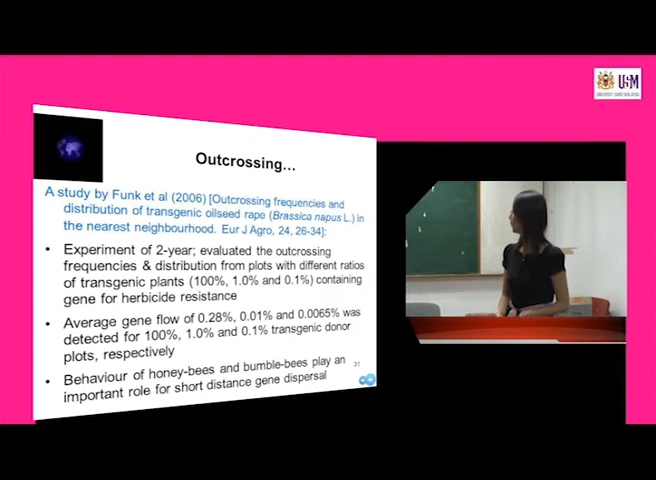 USM
Outcrossing…
A study by Funk et al (2006) [Outcrossing frequencies and
distribution of transgenic oilseed rape (Brassica napus L.) in
the nearest neighbourhood. Eur J Agro, 24, 26-34]:
• Experiment of 2-year; evaluated the outcrossing
frequencies & distribution from plots with different ratios
of transgenic plants (100%, 1.0% and 0.1%) containing
gene for herbicide resistance
• Average gene flow of 0.28%, 0.01% and 0.0065% was
detected for 100%, 1.0% and 0.1% transgenic donor
plots, respectively
• Behaviour of honey-bees and bumble-bees play an
important role for short distance gene dispersal
31